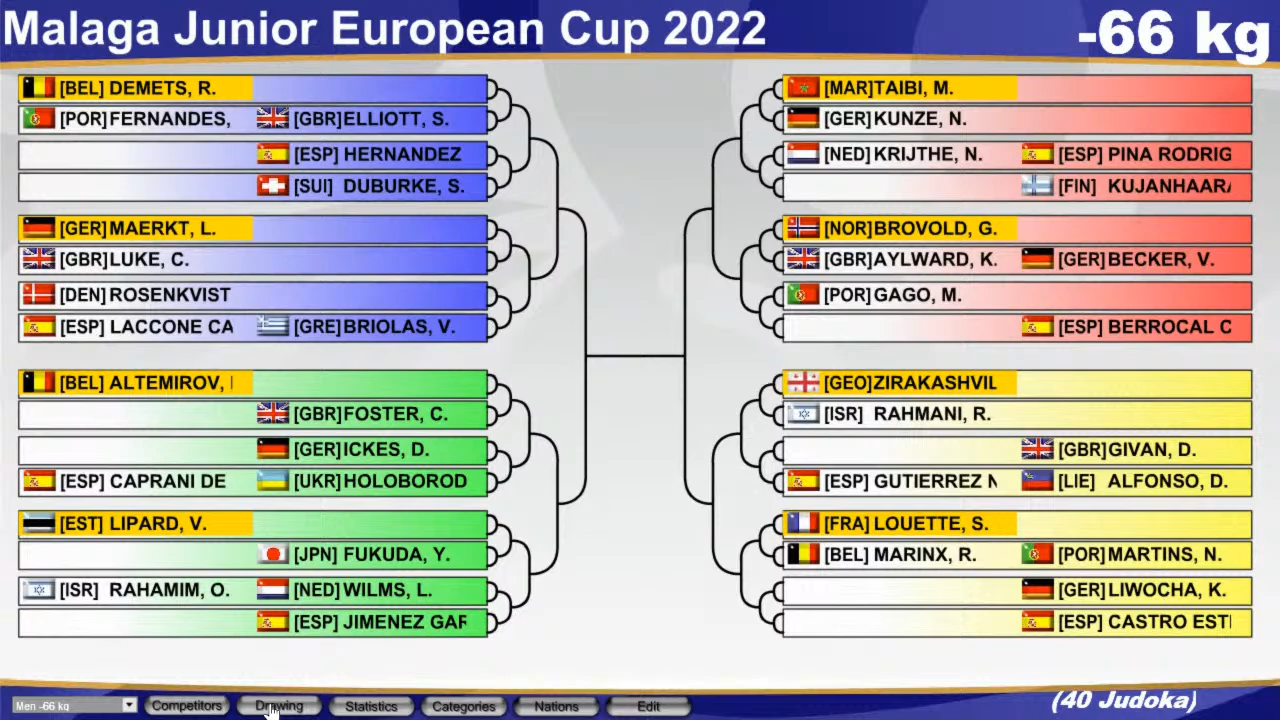 Malaga Junior European Cup 2022
-66 kg
[BEL] DEMETS, R.
[POR] FERNANDES, [GBR] ELLIOTT, S.
[ESP] HERNANDEZ
[SUI] DUBURKE, S.
[GER] MAERKT, L.
[GBR] LUKE, C.
[DEN] ROSENKVIST
[ESP] LACCONE CA [GRE] BRIOLAS, V.
[BEL] ALTEMIROV,
[GBR] FOSTER, C.
[GER] ICKES, D.
[ESP] CAPRANI DE [UKR] HOLOBOROD
[EST] LIPARD, V.
[JPN] FUKUDA, Y.
[ISR] RAHAMIM, O. [NED] WILMS, L.
[ESP] JIMENEZ GAR
[MAR] TAIBI, M.
[GER] KUNZE, N.
[NED] KRIJTHE, N. [ESP] PINA RODRIG
[FIN] KUJANHAAR
[NOR] BROVOLD, G.
[GBR] AYLWARD, K. [GER] BECKER, V.
[POR] GAGO, M.
[ESP] BERROCAL C
[GEO] ZIRAKASHVIL
[ISR] RAHMANI, R.
[GBR] GIVAN, D.
[ESP] GUTIERREZ [LIE] ALFONSO, D.
[FRA] LOUETTE, S.
[BEL] MARINX, R. [POR] MARTINS, N.
[GER] LIWOCHA, K.
[ESP] CASTRO EST
(40 Judoka)
Men -66 kg Competitors Drawing Statistics Categories Nations Edit